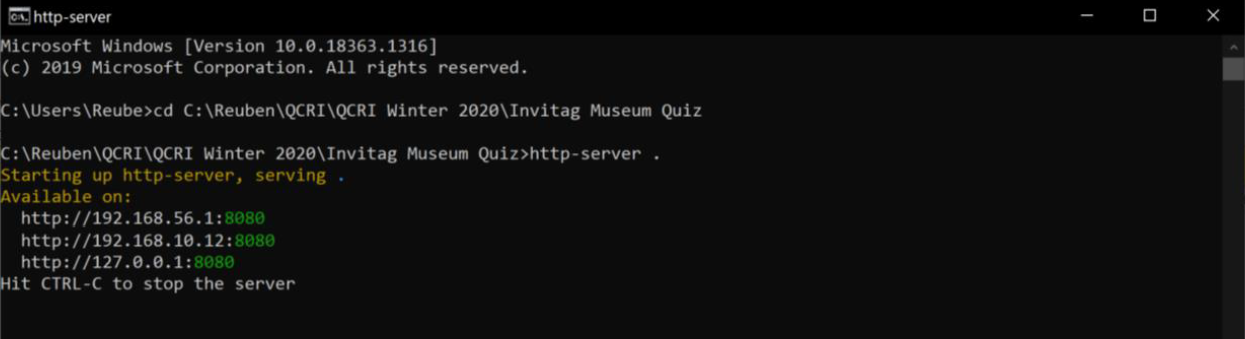 http-server
Microsoft Windows [Version 10.0.18363.1316]
(c) 2019 Microsoft Corporation. All rights reserved.
C:\Users\Reube>cd C:\Reuben\QCRI\QCRI Winter 2020\Invitag Museum Quiz
C:\Reuben\QCRI\QCRI Winter 2020\Invitag Museum Quiz>http-server .
Starting up http-server, serving .
Available on:
  http://192.168.56.1:8080
  http://192.168.10.12:8080
  http://127.0.0.1:8080
Hit CTRL-C to stop the server